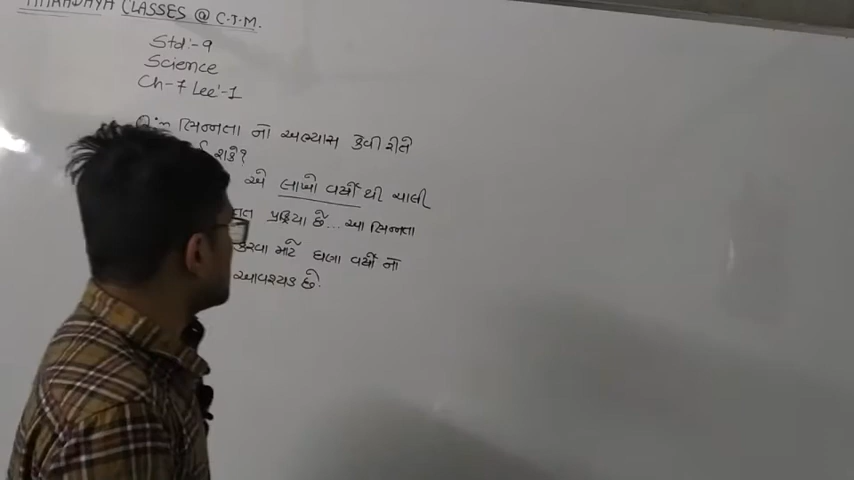 CLASSES @ C.T.M.
Std:-9
Science
Ch-7 Lec:-1
ભિન્નતા નો અભ્યાસ કેવી રીતે
શકે?
એ લાખો વર્ષો થી ચાલી
પ્રક્રિયા છે... આ ભિન્નતા
કરવા માટે ઘણા વર્ષો નો
આવશ્યક છે.